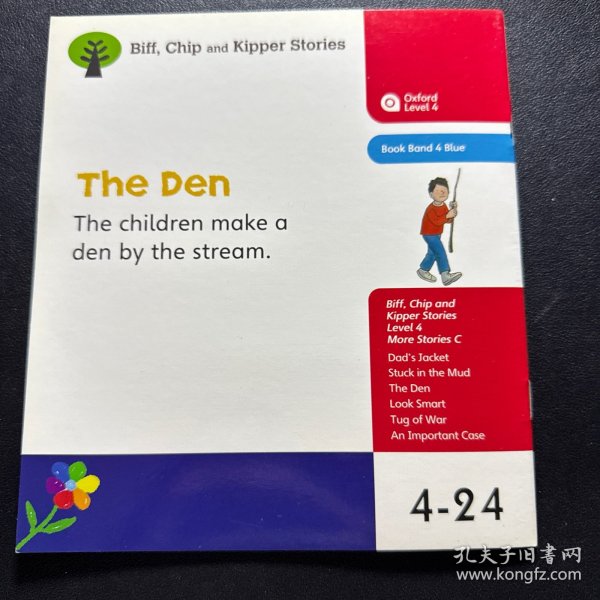 Biff, Chip and Kipper Stories
Oxford
Level 4
Book Band 4 Blue
The Den
The children make a
den by the stream.
Biff, Chip and
Kipper Stories
Level 4
More Stories C
Dad's Jacket
Stuck in the Mud
The Den
Look Smart
Tug of War
An Important Case
4-24
孔夫子旧书网
www.kongfz.com